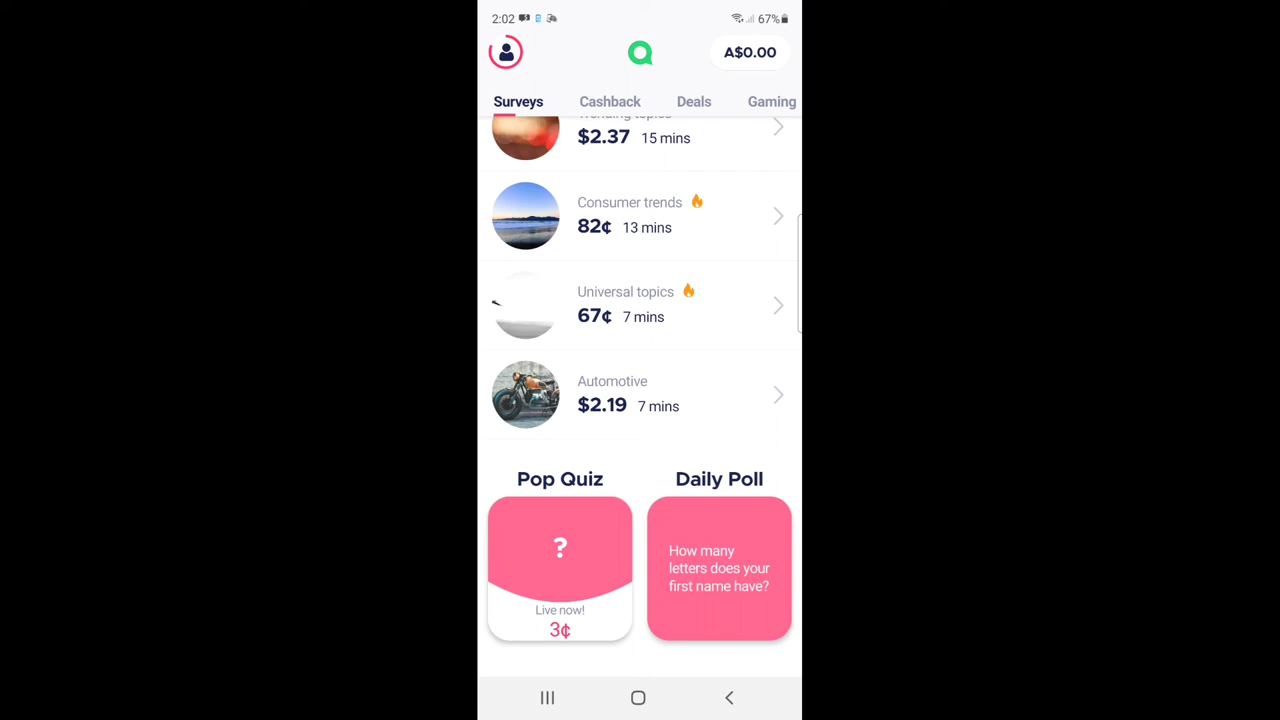 2:02
67%
A$0.00
Surveys Cashback Deals Gaming
Trending topics
$2.37 15 mins
Consumer trends
82¢ 13 mins
Universal topics
67¢ 7 mins
Automotive
$2.19 7 mins
Pop Quiz
?
Live now!
3¢
Daily Poll
How many
letters does your
first name have?